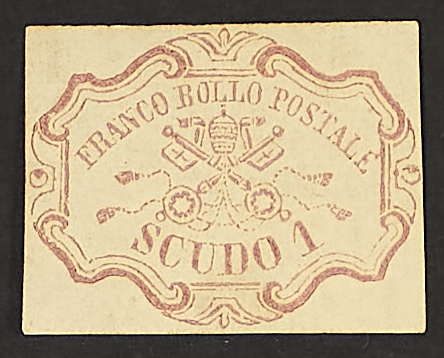 FRANCO BOLLO POSTALE
SCUDO 1